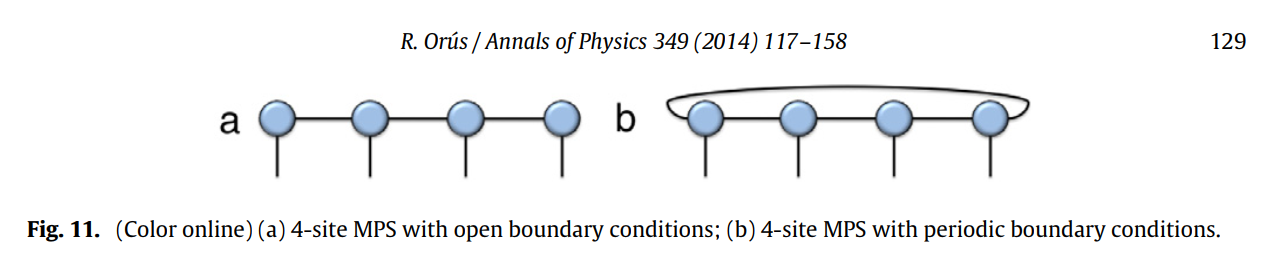 R. Orús / Annals of Physics 349 (2014) 117–158 129
a b
Fig. 11. (Color online) (a) 4-site MPS with open boundary conditions; (b) 4-site MPS with periodic boundary conditions.